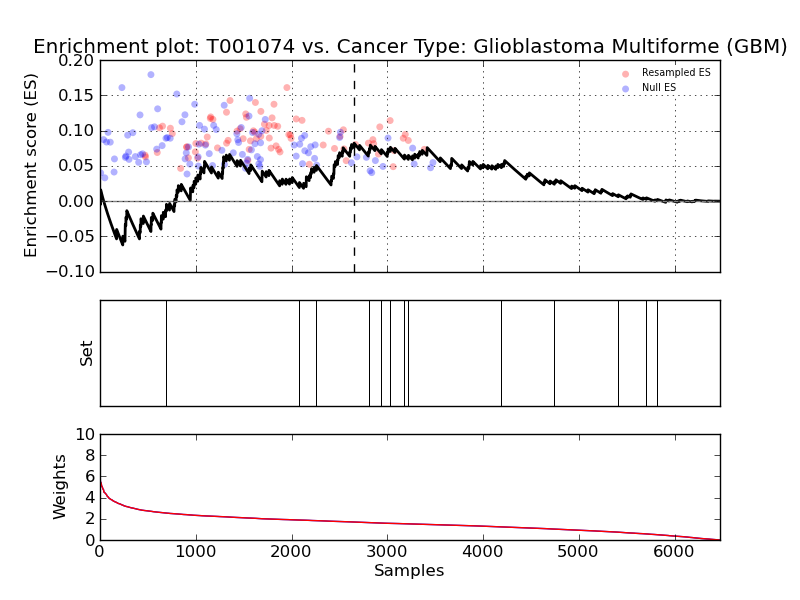 Enrichment plot: T001074 vs. Cancer Type: Glioblastoma Multiforme (GBM)
0.20
0.15
0.10
0.05
0.00
−0.05
−0.10
Enrichment score (ES)
Resampled ES
Null ES
Set
10
8
6
4
2
0
Weights
0 1000 2000 3000 4000 5000 6000
Samples